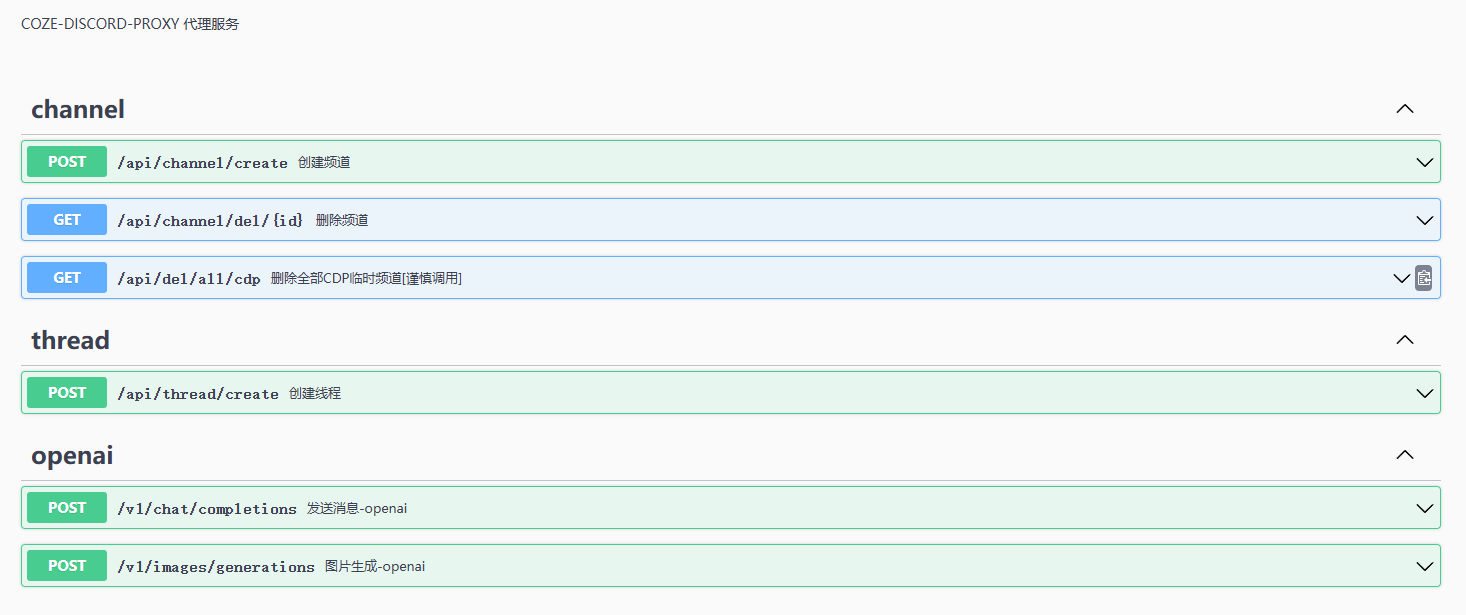 COZE-DISCORD-PROXY 代理服务
channel
POST /api/channel/create 创建频道
GET /api/channel/del/{id} 删除频道
GET /api/del/all/cdp 删除全部CDP临时频道[谨慎调用]
thread
POST /api/thread/create 创建线程
openai
POST /v1/chat/completions 发送消息-openai
POST /v1/images/generations 图片生成-openai